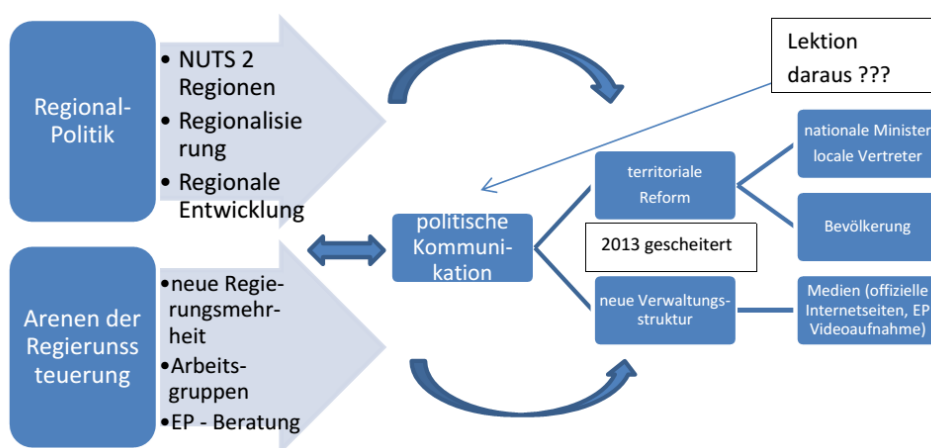 Regional-
Politik
• NUTS 2
Regionen
• Regionalisie
rung
• Regionale
Entwicklung
Arenen der
Regierunss
steuerung
•neue Regie-
rungsmehr-
heit
•Arbeits-
gruppen
•EP - Beratung
politische
Kommuni-
kation
Lektion
daraus ???
territoriale
Reform
2013 gescheitert
neue Verwaltungs-
struktur
nationale Minister
locale Vertreter
Bevölkerung
Medien (offizielle
Internetseiten, EP
Videoaufnahme)